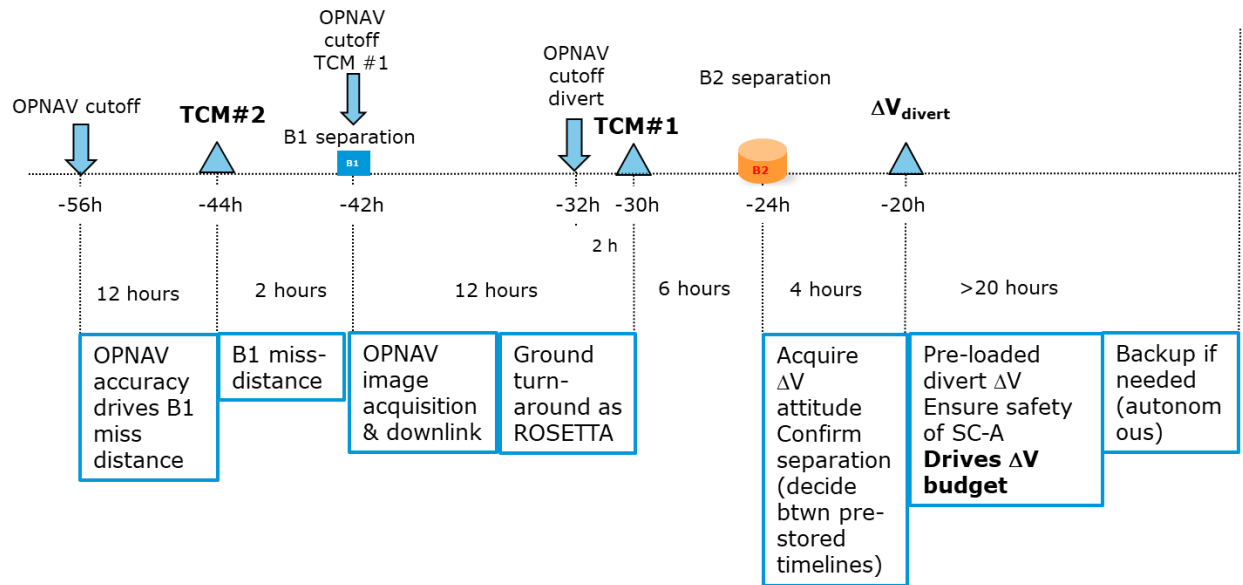 OPNAV
cutoff
TCM #1
OPNAV
cutoff
divert
OPNAV cutoff
TCM#2
B1 separation
TCM#1
B2 separation
ΔVdivert
B1
B2
-56h
-44h
-42h
-32h
-30h
-24h
-20h
2 h
12 hours
2 hours
12 hours
6 hours
4 hours
>20 hours
OPNAV
accuracy
drives B1
miss
distance
B1 miss-
distance
OPNAV
image
acquisition
& downlink
Ground
turn-
around as
ROSETTA
Acquire
ΔV
attitude
Confirm
separation
(decide
btwn pre-
stored
timelines)
Pre-loaded
divert ΔV
Ensure safety
of SC-A
Drives ΔV
budget
Backup if
needed
(autonom
ous)